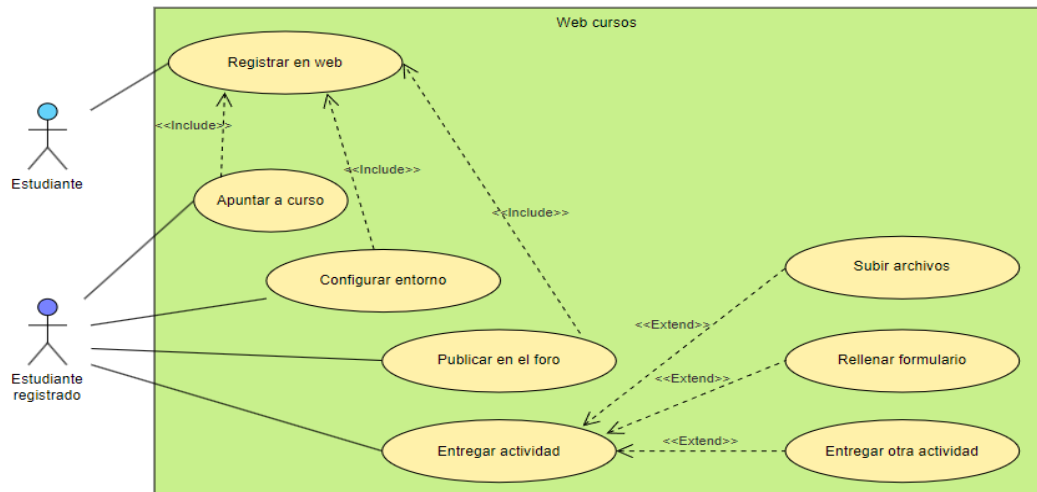 Web cursos
Registrar en web
<<Include>>
Estudiante
<<Include>>
Apuntar a curso
<<Include>>
Subir archivos
Configurar entorno
<<Extend>>
Estudiante
registrado
Publicar en el foro
Rellenar formulario
<<Extend>>
<<Extend>>
Entregar actividad
Entregar otra actividad